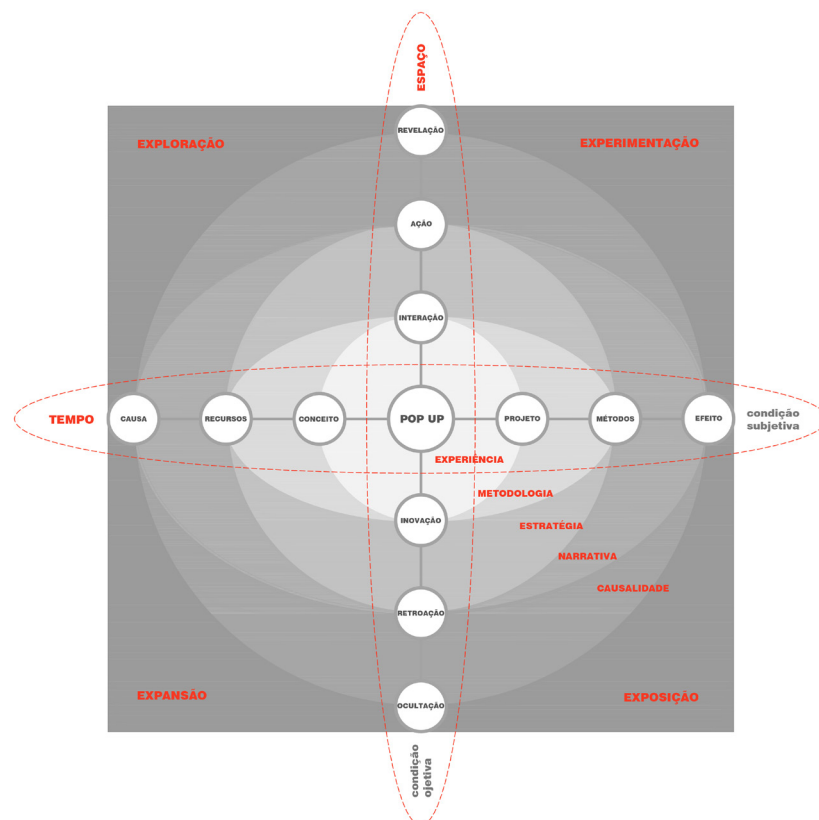 ESPAÇO
REVELAÇÃO
EXPLORAÇÃO
EXPERIMENTAÇÃO
AÇÃO
INTERAÇÃO
TEMPO
CAUSA
RECURSOS
CONCEITO
POP UP
PROJETO
MÉTODOS
EFEITO
condição
subjetiva
EXPERIÊNCIA
METODOLOGIA
INOVAÇÃO
ESTRATÉGIA
NARRATIVA
CAUSALIDADE
RETROAÇÃO
EXPANSÃO
EXPOSIÇÃO
OCULTAÇÃO
condição
ojetiva